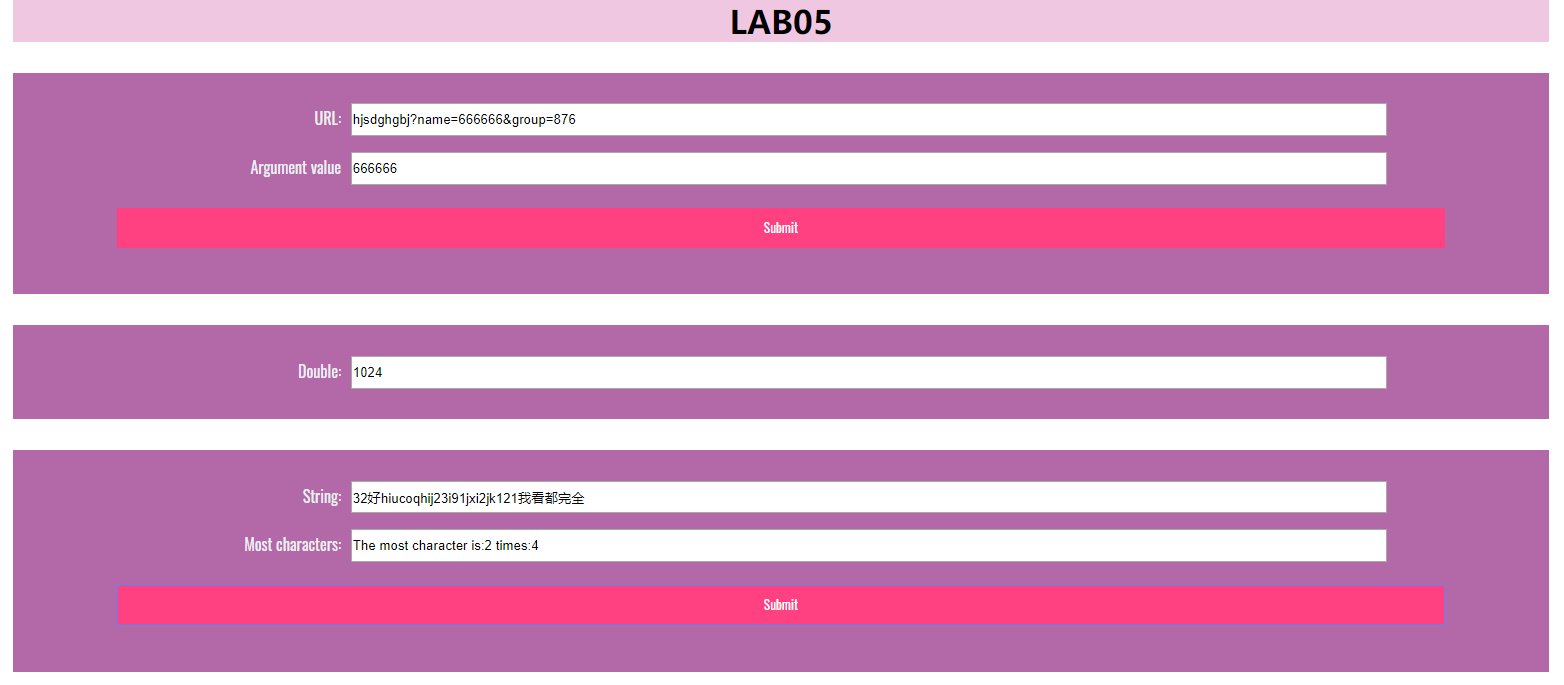 LAB05
URL: hjsdghgbj?name=666666&group=876
Argument value 666666
Submit
Double: 1024
String: 32好hiucoqhij23i91jxi2jk121我看都完全
Most characters: The most character is:2 times:4
Submit